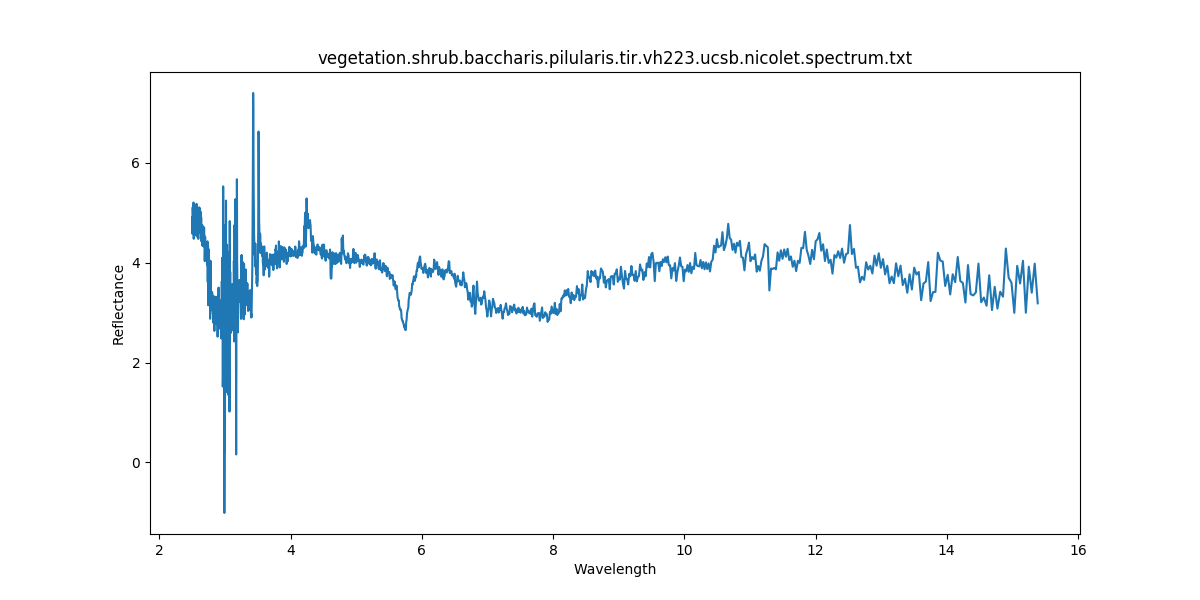 vegetation.shrub.baccharis.pilularis.tir.vh223.ucsb.nicolet.spectrum.txt
Reflectance
6
4
2
0
2 4 6 8 10 12 14 16
Wavelength